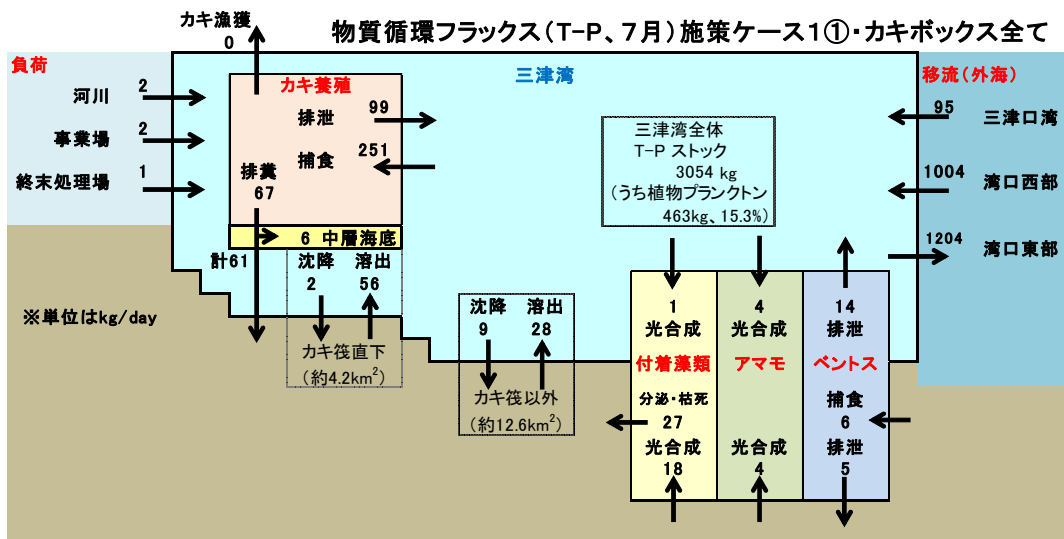 カキ漁獲
0
物質循環フラックス(T-P、7月)施策ケース1①・カキボックス全て
負荷
三津湾
移流(外海)
河川
2
事業場
2
終末処理場
1
カキ養殖
排泄
99
捕食
251
排糞
67
6 中層海底
計61
沈降
2
溶出
56
カキ筏直下
(約4.2km²)
※単位はkg/day
沈降
9
溶出
28
カキ筏以外
(約12.6km²)
三津湾全体
T-P ストック
3054 kg
(うち植物プランクトン
463kg、15.3%)
95
三津口湾
1004
湾口西部
1204
湾口東部
1
光合成
付着藻類
分泌・枯死
27
光合成
18
4
光合成
アマモ
光合成
4
14
排泄
ベントス
捕食
6
排泄
5